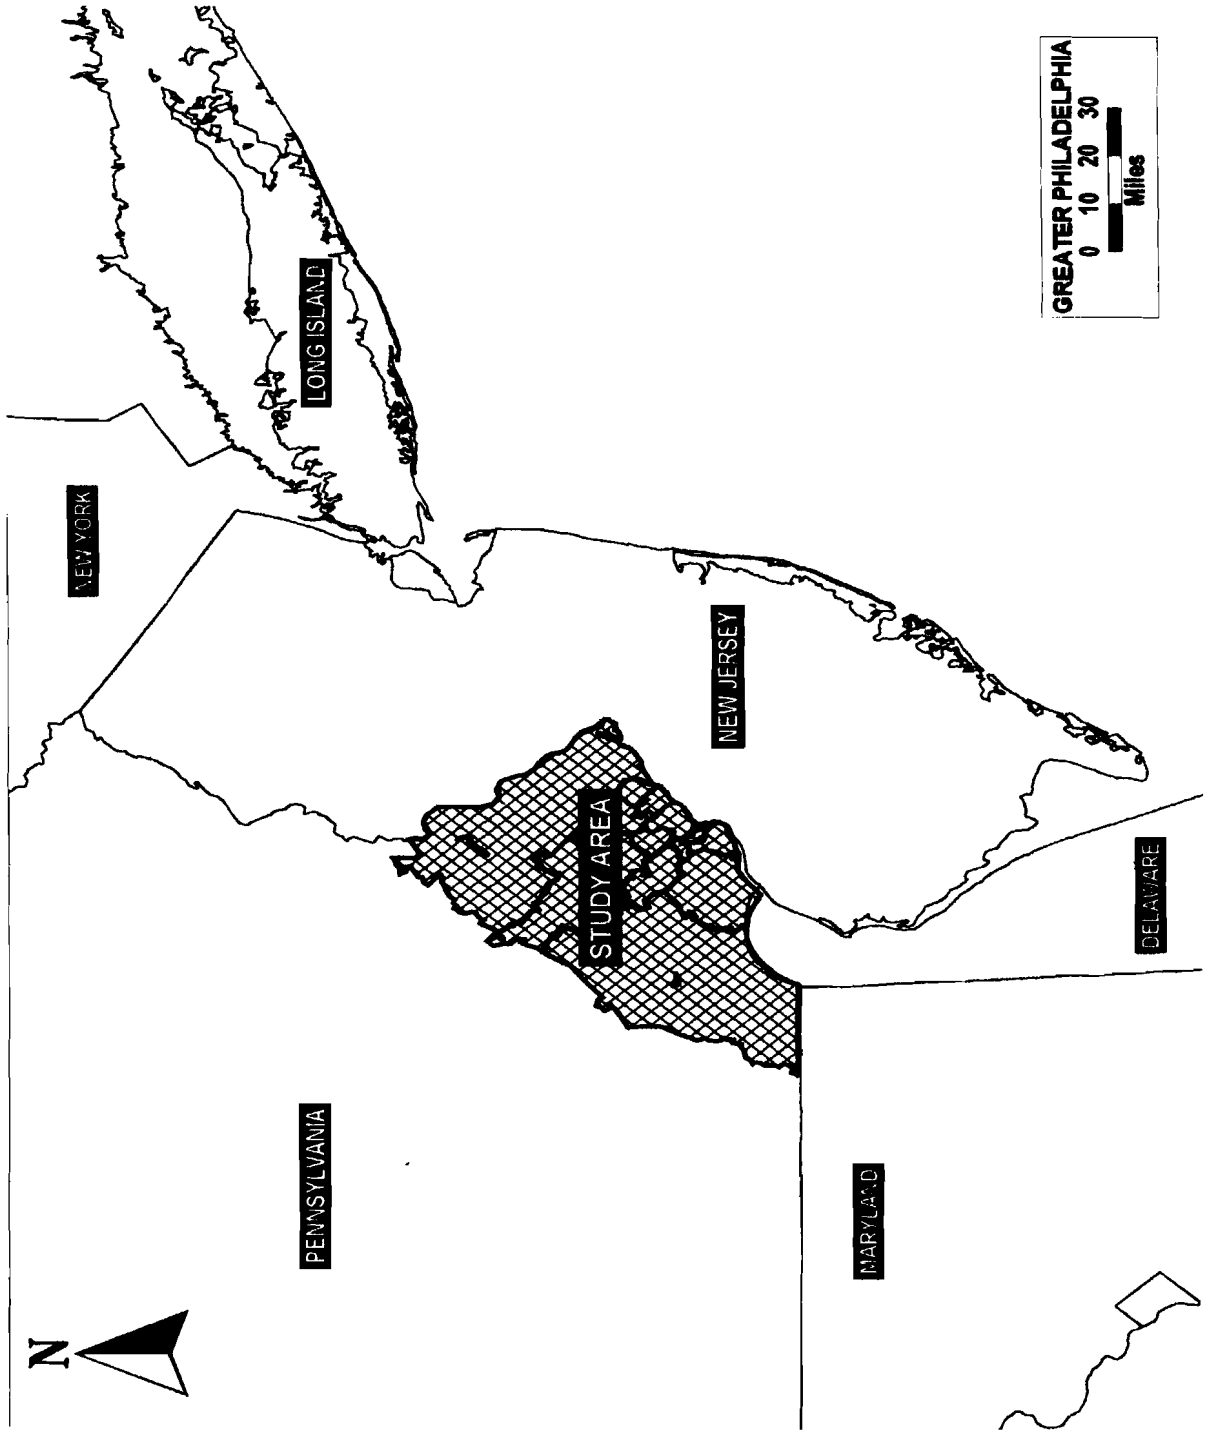 N
NEW YORK
LONG ISLAND
PENNSYLVANIA
STUDY AREA
NEW JERSEY
MARYLAND
DELAWARE
GREATER PHILADELPHIA
0 10 20 30
Miles